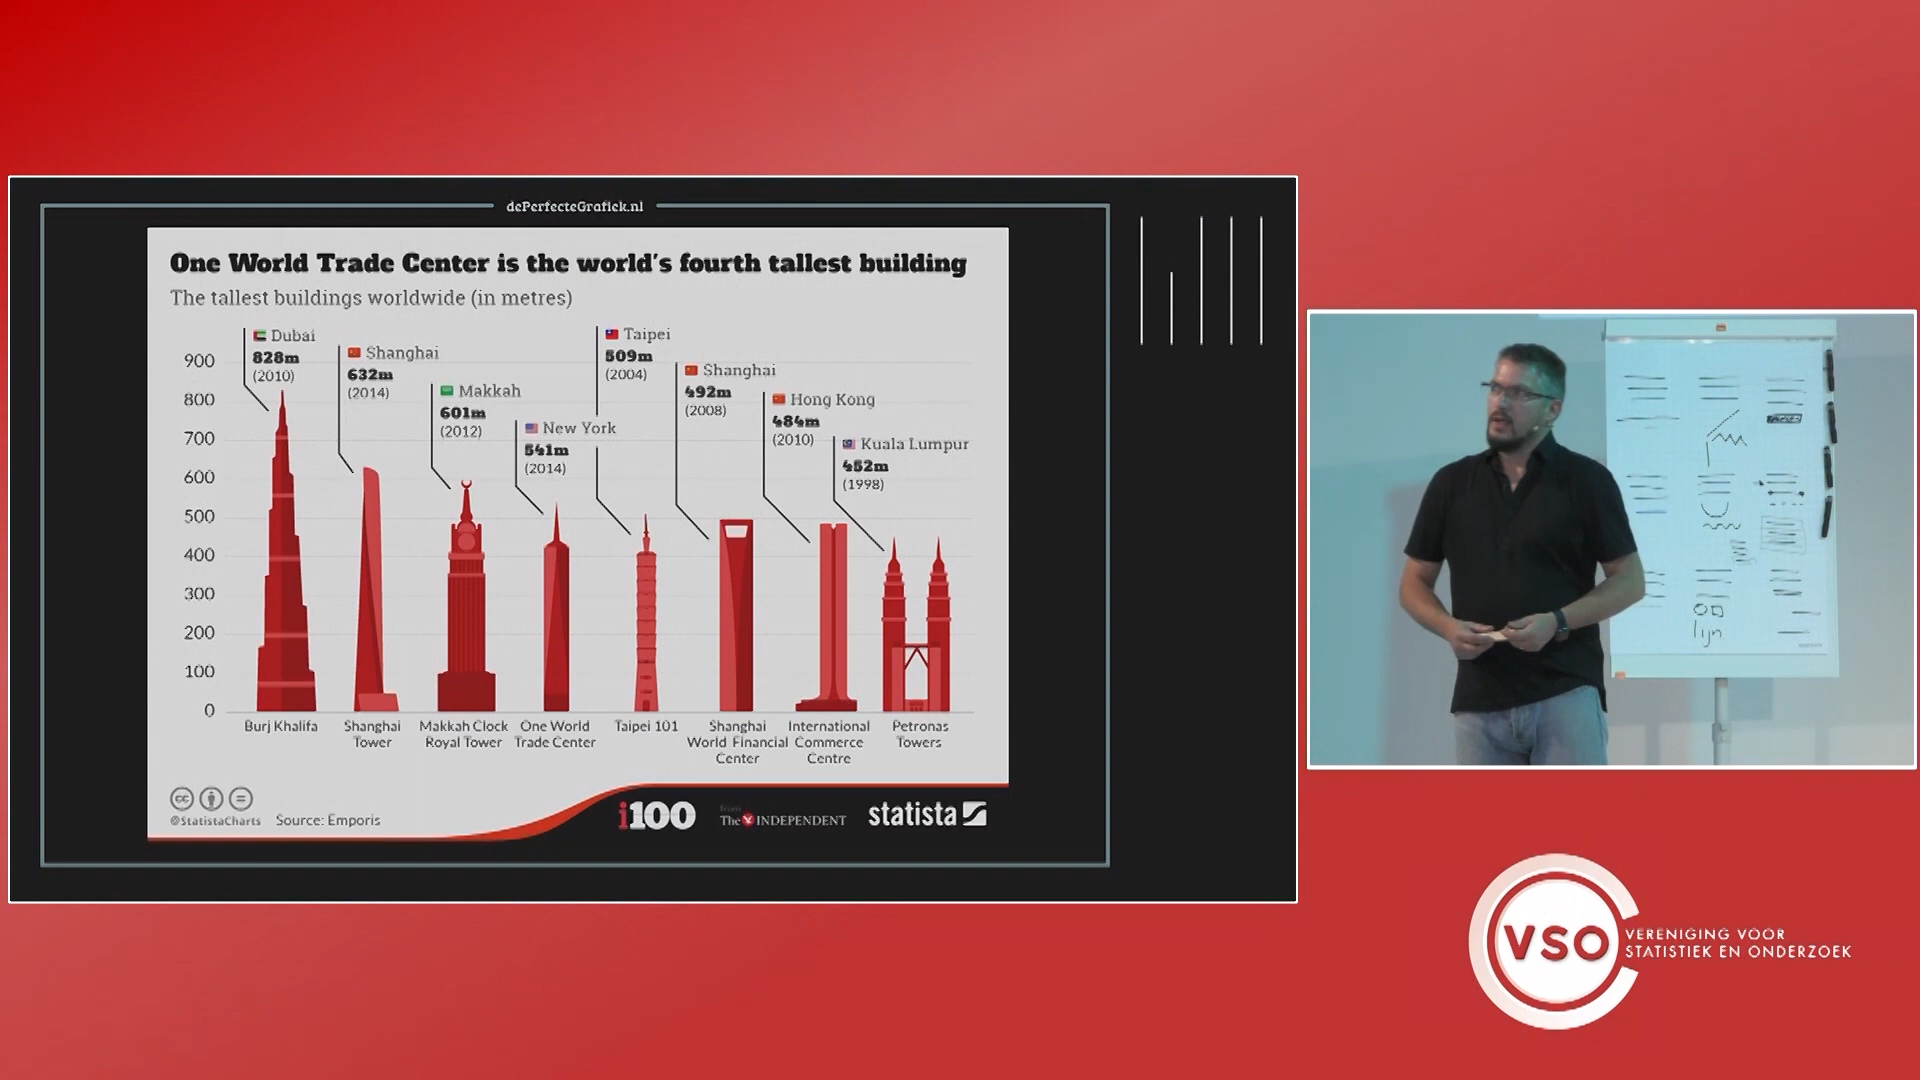 dePerfecteGrafiek.nl
One World Trade Center is the world's fourth tallest building
The tallest buildings worldwide (in metres)
Dubai
828m
(2010)
Shanghai
632m
(2014)
Makkah
601m
(2012)
New York
541m
(2014)
Taipei
509m
(2004)
Shanghai
492m
(2008)
Hong Kong
484m
(2010)
Kuala Lumpur
452m
(1998)
900
800
700
600
500
400
300
200
100
0
Burj Khalifa
Shanghai
Tower
Makkah Clock
Royal Tower
One World
Trade Center
Taipei 101
Shanghai
World Financial
Center
International
Commerce
Centre
Petronas
Towers
cc
@StatistaCharts
Source: Emporis
i100
from
The INDEPENDENT
statista
lijn
VSO
VERENIGING VOOR
STATISTIEK EN ONDERZOEK